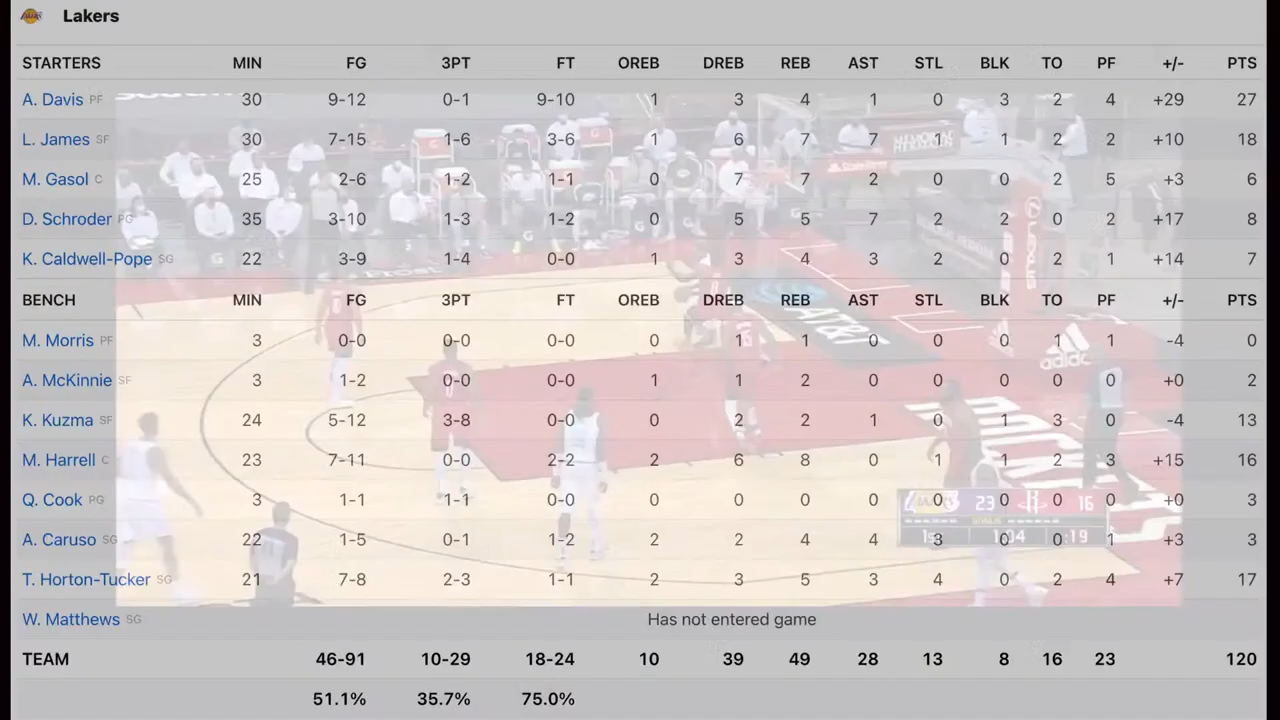 Lakers
STARTERS MIN FG 3PT FT OREB DREB REB AST STL BLK TO PF +/- PTS
A. Davis PF 30 9-12 0-1 9-10 1 3 4 1 0 3 2 4 +29 27
L. James SF 30 7-15 1-6 3-6 1 6 7 7 1 1 2 2 +10 18
M. Gasol C 25 2-6 1-2 1-1 0 7 7 2 0 0 2 5 +3 6
D. Schroder PG 35 3-10 1-3 1-2 0 5 5 7 2 2 0 2 +17 8
K. Caldwell-Pope SG 22 3-9 1-4 0-0 1 3 4 3 2 0 2 1 +14 7
BENCH MIN FG 3PT FT OREB DREB REB AST STL BLK TO PF +/- PTS
M. Morris PF 3 0-0 0-0 0-0 0 1 1 0 0 0 1 1 -4 0
A. McKinnie SF 3 1-2 0-0 0-0 1 1 2 0 0 0 0 0 +0 2
K. Kuzma SF 24 5-12 3-8 0-0 0 2 2 1 0 1 3 0 -4 13
M. Harrell C 23 7-11 0-0 2-2 2 6 8 0 1 1 2 3 +15 16
Q. Cook PG 3 1-1 1-1 0-0 0 0 0 0 0 0 0 0 +0 3
A. Caruso SG 22 1-5 0-1 1-2 2 2 4 4 3 0 0 1 +3 3
T. Horton-Tucker SG 21 7-8 2-3 1-1 2 3 5 3 4 0 2 4 +7 17
W. Matthews SG Has not entered game
TEAM 46-91 10-29 18-24 10 39 49 28 13 8 16 23 120
51.1% 35.7% 75.0%
MEMORIAL HERMANN
StateFarm
LEXUS
AT&T
adidas
23 16
1st 1:04 :19